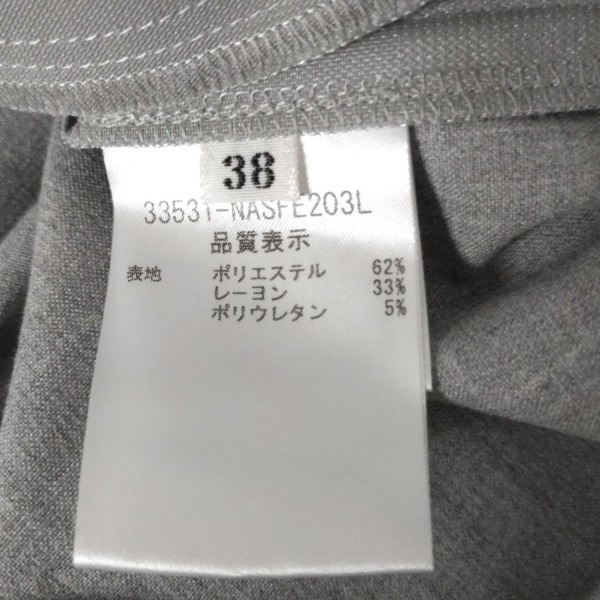 38
33531-NASFE203L
品質表示
表地 ポリエステル 62%
レーヨン 33%
ポリウレタン 5%